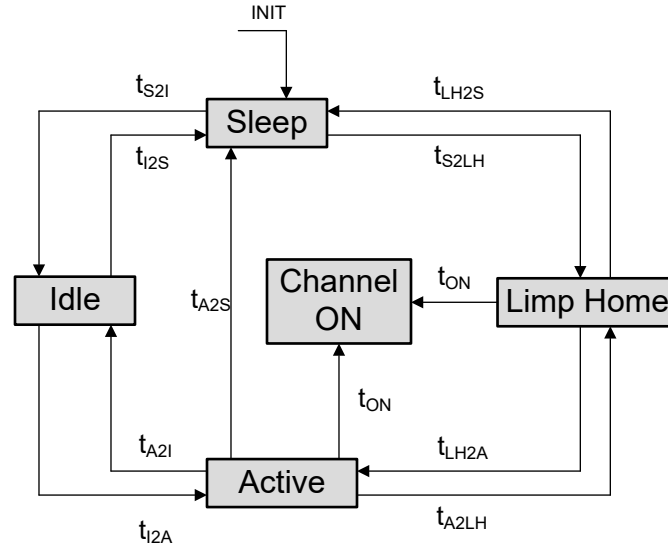 INIT
tS2I
tLH2S
Sleep
tI2S
tS2LH
Channel
ON
tON
Idle
Limp Home
tA2S
tON
tA2I
tLH2A
Active
tI2A
tA2LH